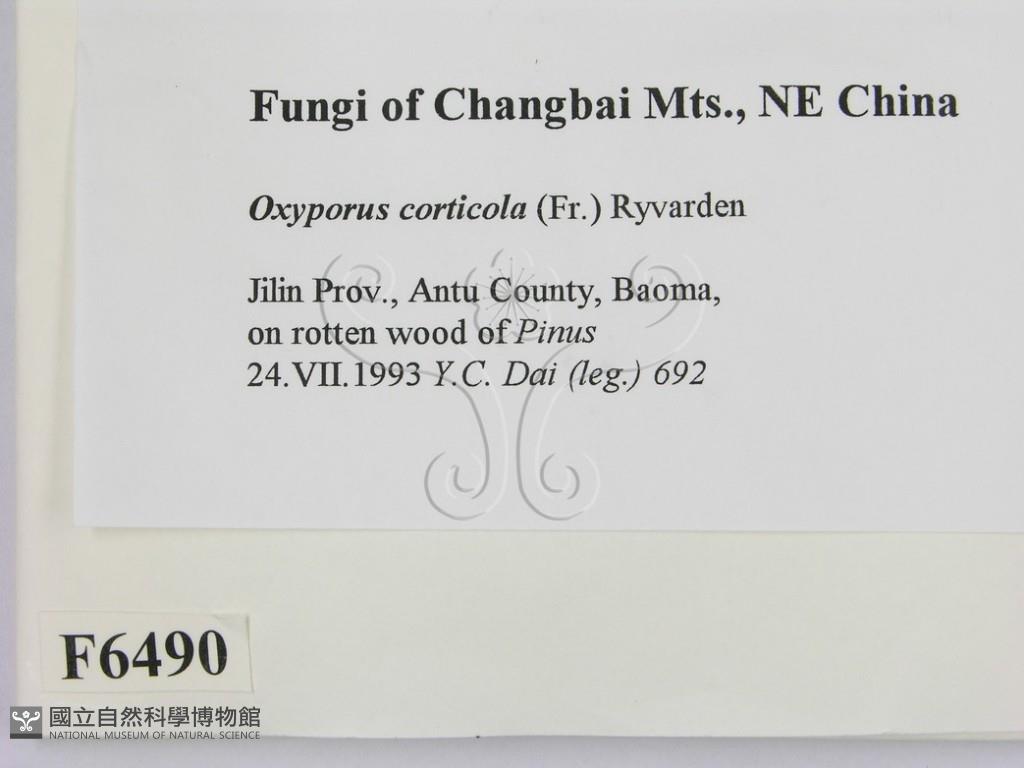 Fungi of Changbai Mts., NE China
Oxyporus corticola (Fr.) Ryvarden
Jilin Prov., Antu County, Baoma,
on rotten wood of Pinus
24.VII.1993 Y.C. Dai (leg.) 692
F6490
國立自然科學博物館
NATIONAL MUSEUM OF NATURAL SCIENCE